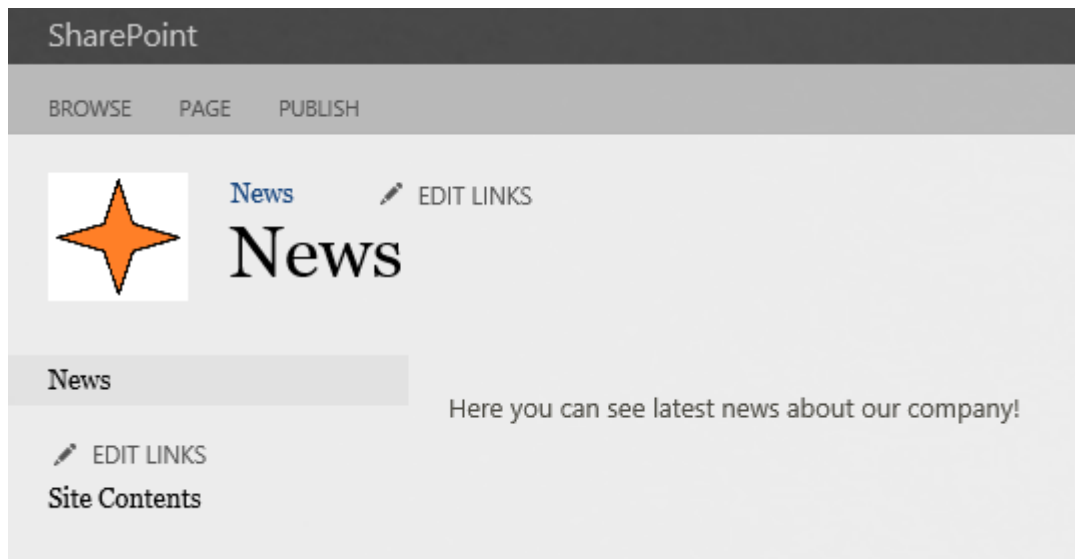 SharePoint
BROWSE PAGE PUBLISH
News EDIT LINKS
News
News
Here you can see latest news about our company!
EDIT LINKS
Site Contents